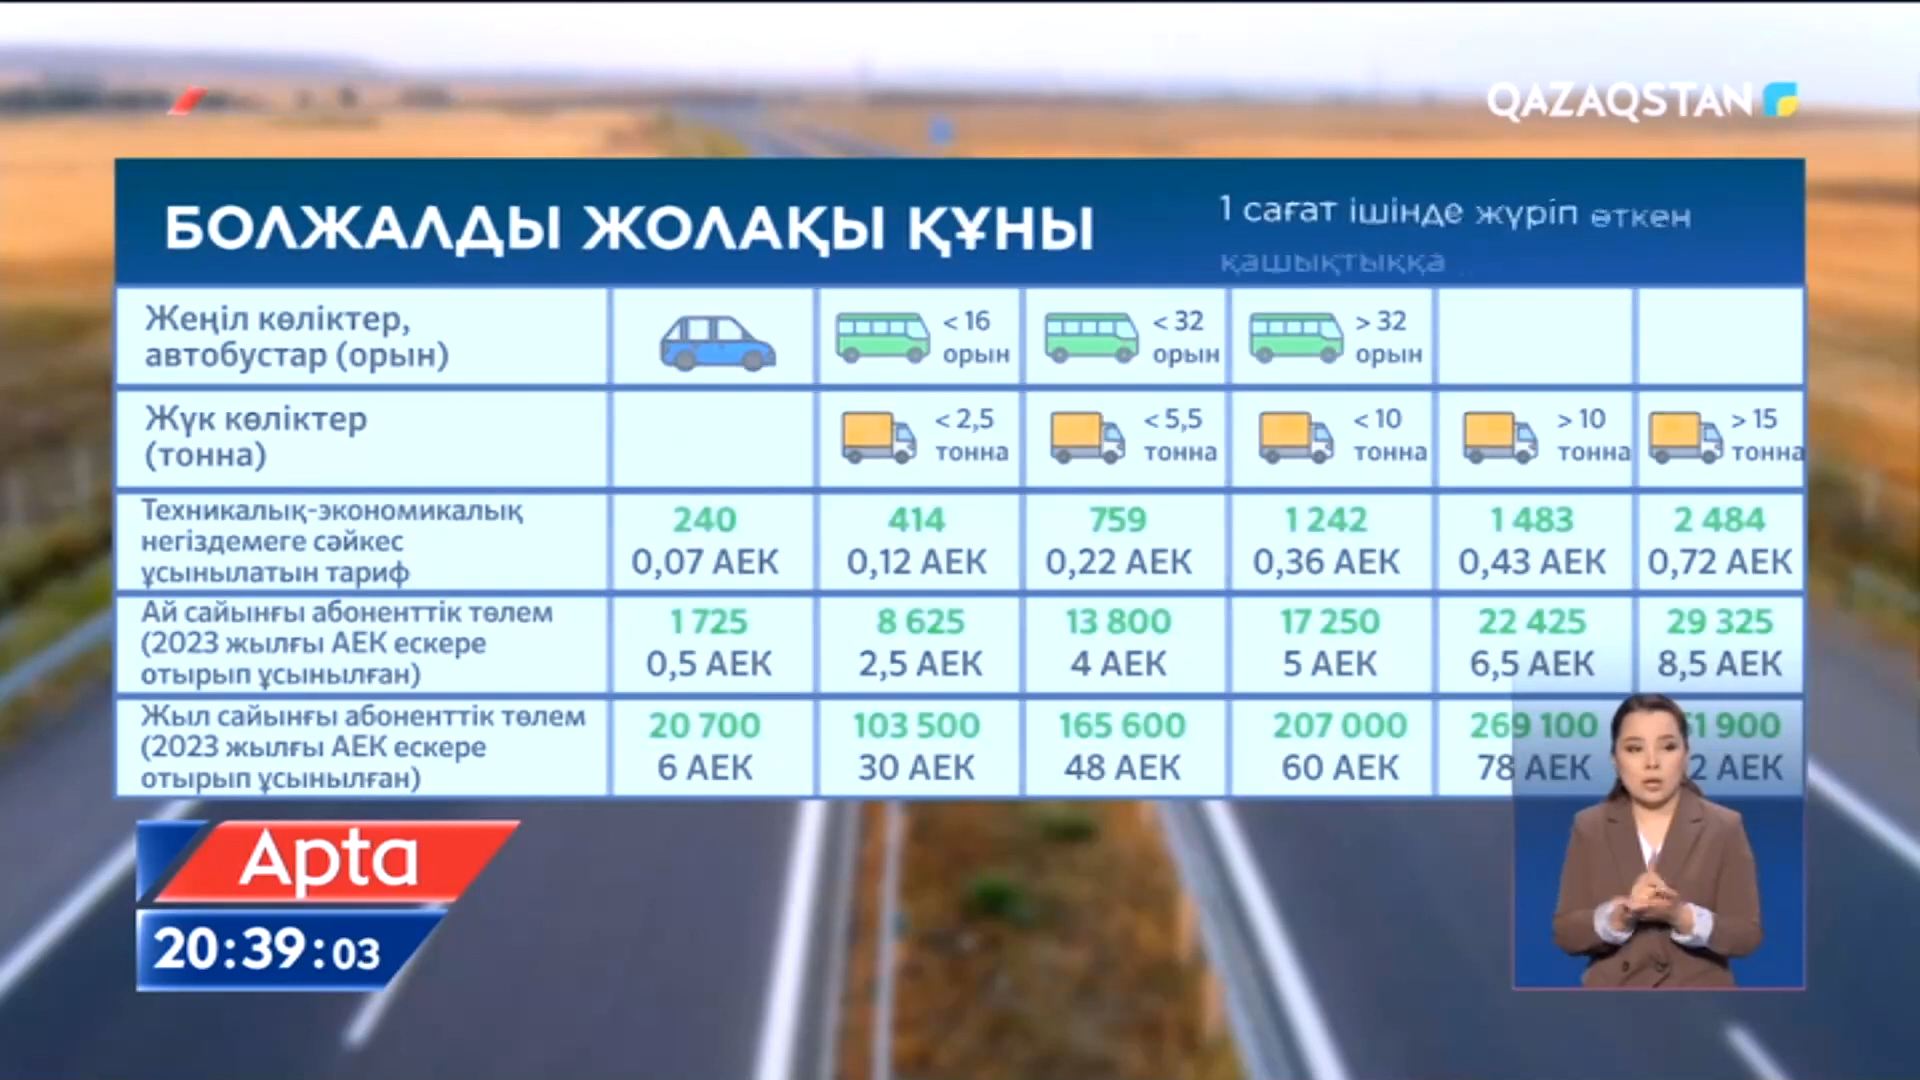 QAZAQSTAN
БОЛЖАЛДЫ ЖОЛАҚЫ ҚҰНЫ
1 сағат ішінде жүріп өткен
қашықтыққа
Жеңіл көліктер,
автобустар (орын)
< 16
орын
< 32
орын
> 32
орын
Жүк көліктер
(тонна)
< 2,5
тонна
< 5,5
тонна
< 10
тонна
> 10
тонна
> 15
тонна
Техникалық-экономикалық
негіздемеге сәйкес
ұсынылатын тариф
240
0,07 АЕК
414
0,12 АЕК
759
0,22 АЕК
1 242
0,36 АЕК
1 483
0,43 АЕК
2 484
0,72 АЕК
Ай сайынғы абоненттік төлем
(2023 жылғы АЕК ескере
отырып ұсынылған)
1 725
0,5 АЕК
8 625
2,5 АЕК
13 800
4 АЕК
17 250
5 АЕК
22 425
6,5 АЕК
29 325
8,5 АЕК
Жыл сайынғы абоненттік төлем
(2023 жылғы АЕК ескере
отырып ұсынылған)
20 700
6 АЕК
103 500
30 АЕК
165 600
48 АЕК
207 000
60 АЕК
269 100
78 АЕК
900
АЕК
Apta
20:39:03